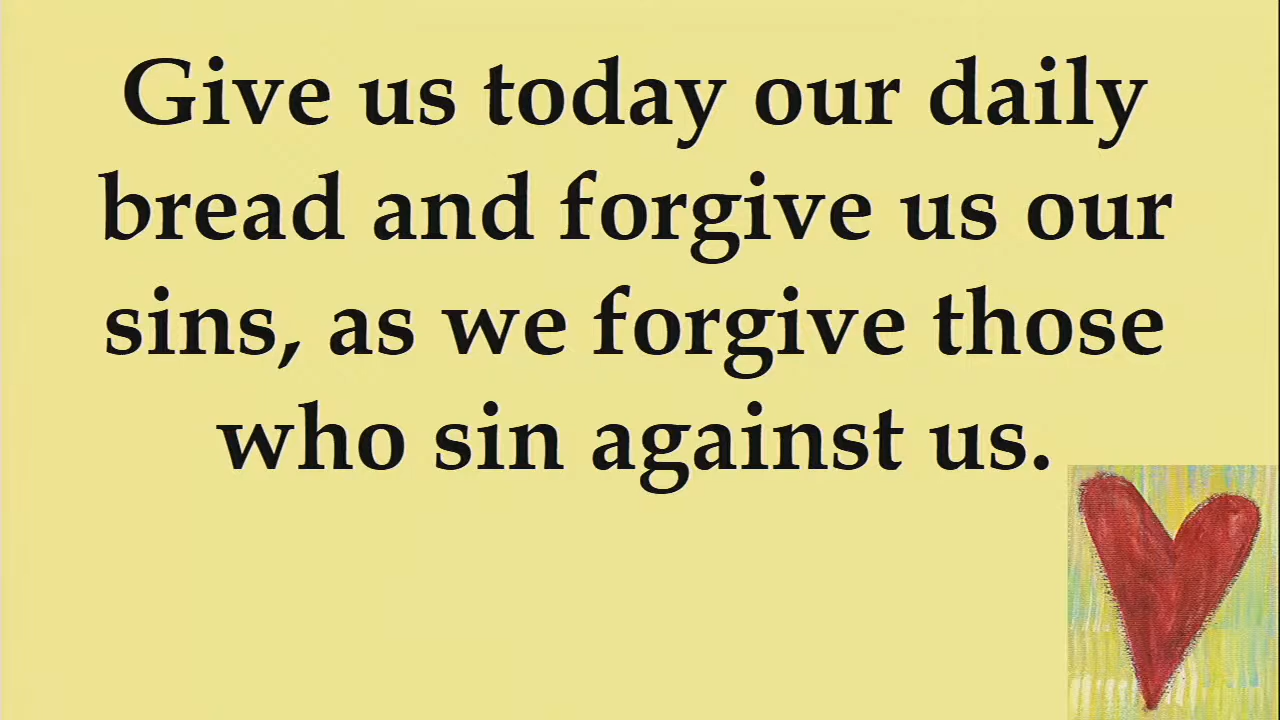 Give us today our daily
bread and forgive us our
sins, as we forgive those
who sin against us.